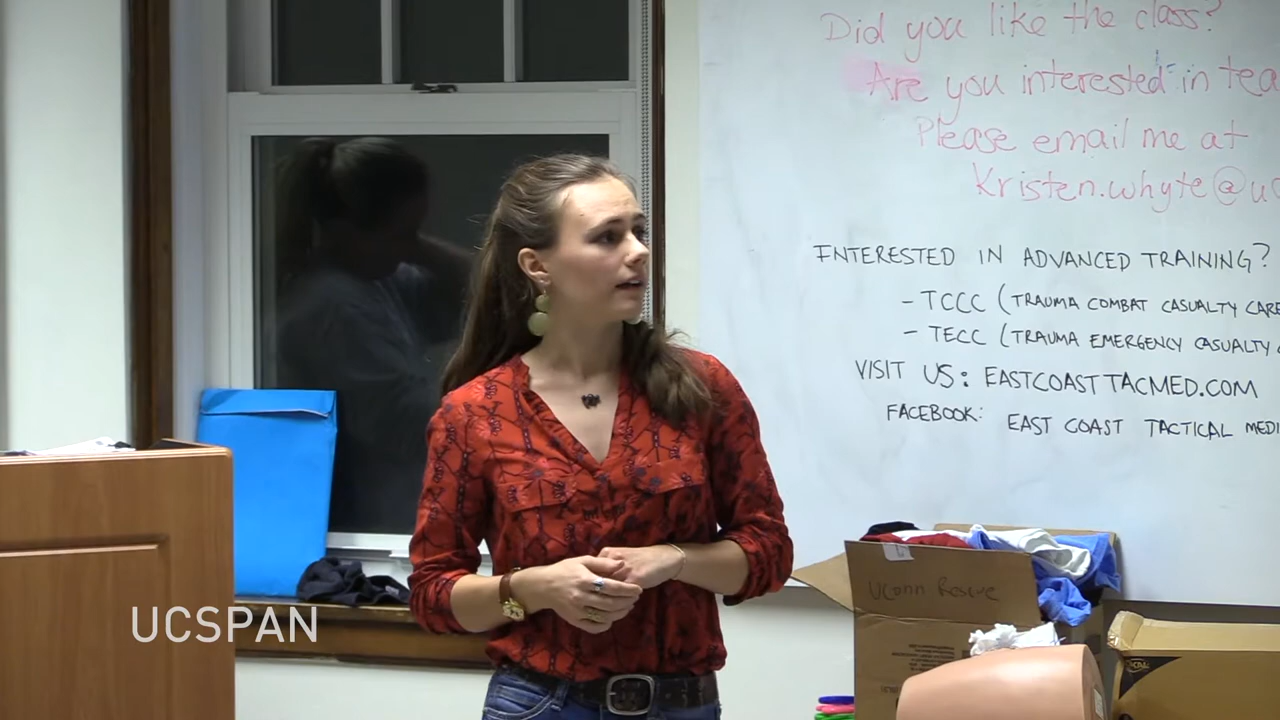 Did you like the class?
Are you interested in tea
Please email me at
Kristen.whyte@uc
INTERESTED IN ADVANCED TRAINING?
- TCCC (TRAUMA COMBAT CASUALTY CARE
- TECC (TRAUMA EMERGENCY CASUALTY
VISIT US: EASTCOASTTACMED.COM
FACEBOOK: EAST COAST TACTICAL MEDI
UConn Rescue
UCSPAN